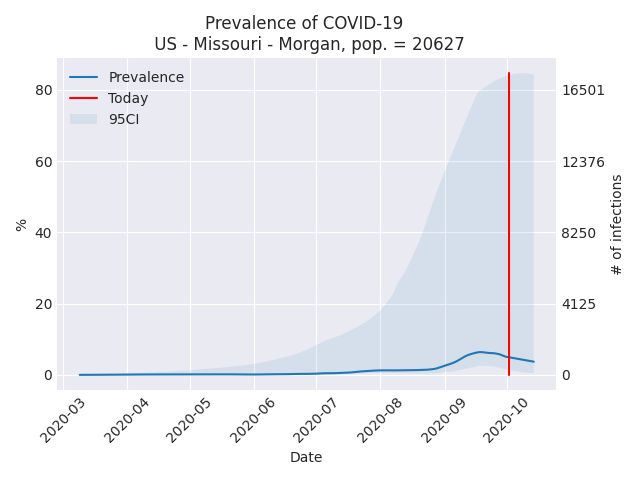 Prevalence of COVID-19
US - Missouri - Morgan, pop. = 20627
Prevalence
Today
95CI
80
60
40
20
0
%
16501
12376
8250
4125
0
# of infections
2020-03
2020-04
2020-05
2020-06
2020-07
2020-08
2020-09
2020-10
Date